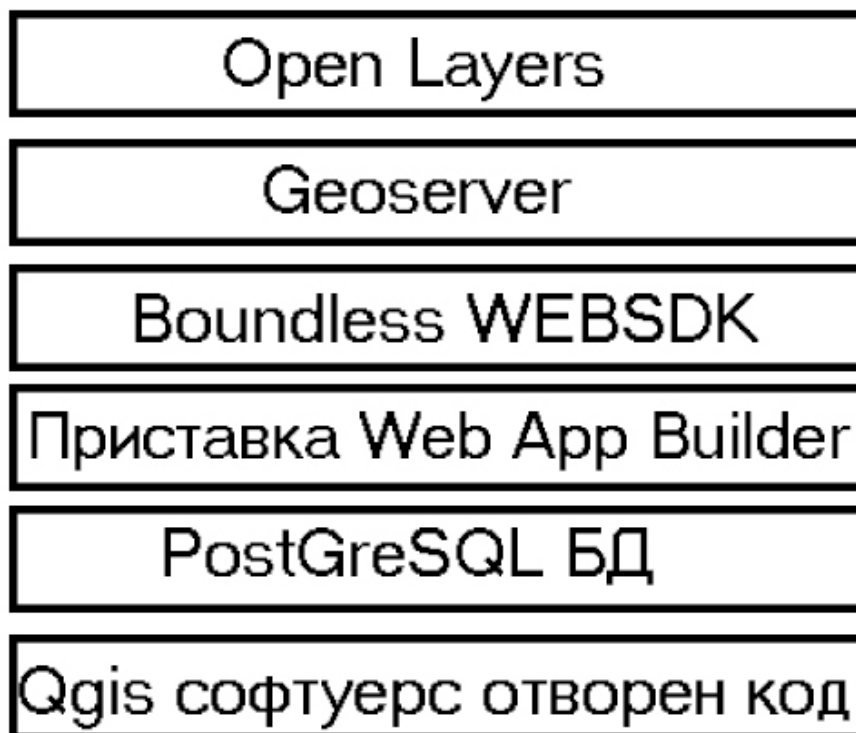 Open Layers
Geoserver
Boundless WEBSDK
Приставка Web App Builder
PostGreSQL БД
Qgis софтуерс отворен код